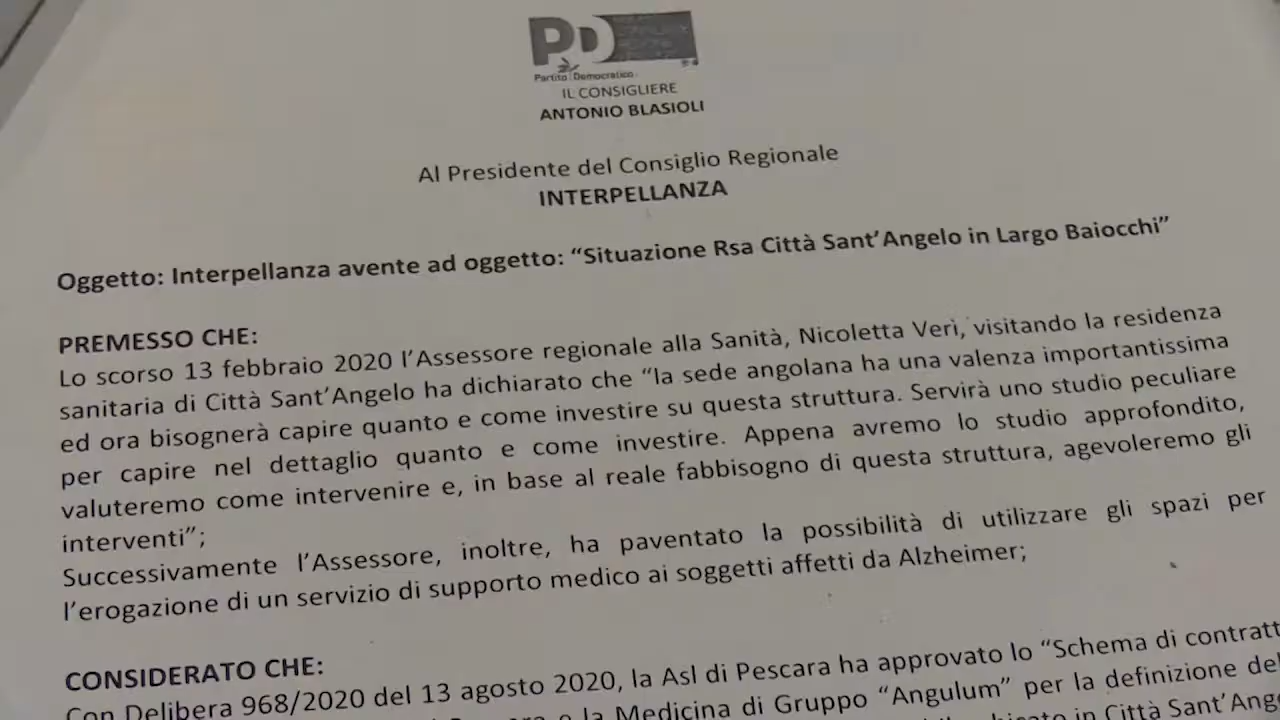 PD
Partito Democratico
IL CONSIGLIERE
ANTONIO BLASIOLI
Al Presidente del Consiglio Regionale
INTERPELLANZA
Oggetto: Interpellanza avente ad oggetto: “Situazione Rsa Città Sant’Angelo in Largo Baiocchi”
PREMESSO CHE:
Lo scorso 13 febbraio 2020 l’Assessore regionale alla Sanità, Nicoletta Verì, visitando la residenza
sanitaria di Città Sant’Angelo ha dichiarato che “la sede angolana ha una valenza importantissima
ed ora bisognerà capire quanto e come investire su questa struttura. Servirà uno studio peculiare
per capire nel dettaglio quanto e come investire. Appena avremo lo studio approfondito,
valuteremo come intervenire e, in base al reale fabbisogno di questa struttura, agevoleremo gli
interventi”;
Successivamente l’Assessore, inoltre, ha paventato la possibilità di utilizzare gli spazi per
l’erogazione di un servizio di supporto medico ai soggetti affetti da Alzheimer;
CONSIDERATO CHE:
Con Delibera 968/2020 del 13 agosto 2020, la Asl di Pescara ha approvato lo “Schema di contratt
e la Medicina di Gruppo “Angulum” per la definizione del
in Città Sant’Ange